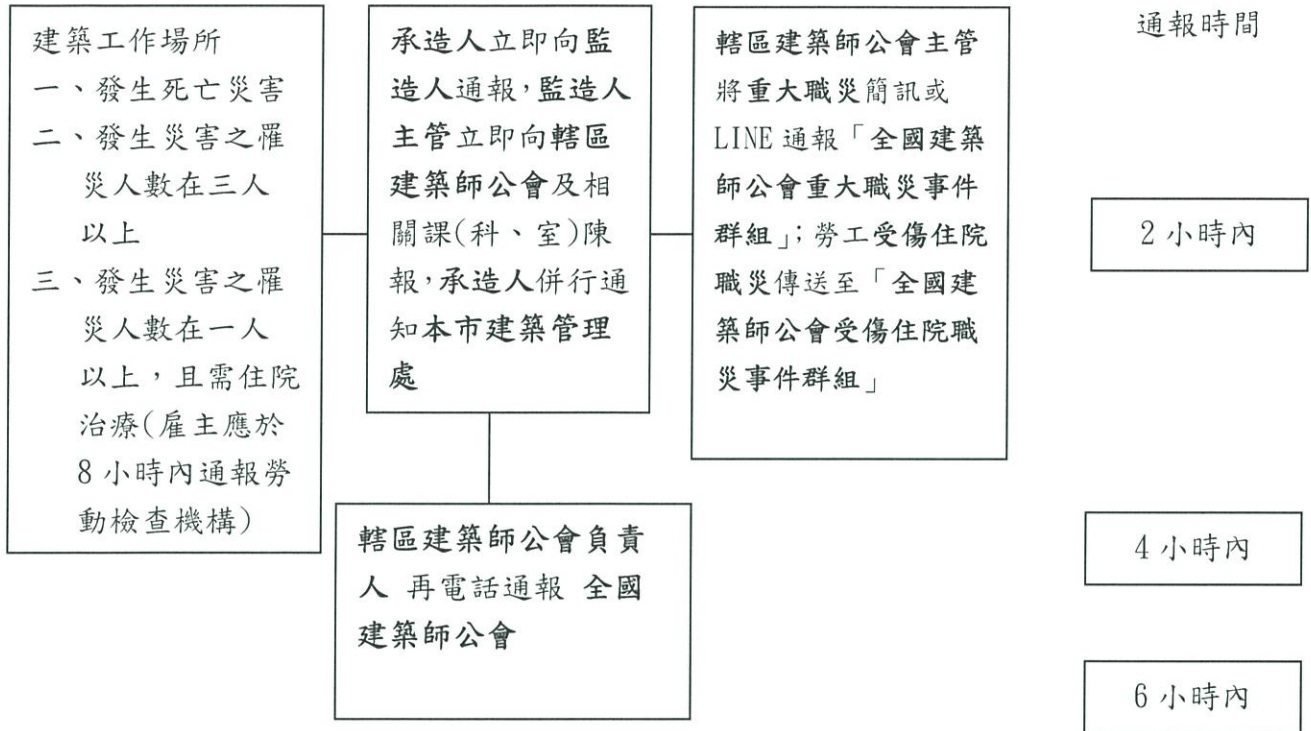 建築工作場所
一、發生死亡災害
二、發生災害之罹
災人數在三人
以上
三、發生災害之罹
災人數在一人
以上，且需住院
治療(雇主應於
8小時內通報勞
動檢查機構)
承造人立即向監
造人通報，監造人
主管立即向轄區
建築師公會及相
關課(科、室)陳
報，承造人併行通
知本市建築管理
處
轄區建築師公會主管
將重大職災簡訊或
LINE 通報「全國建築
師公會重大職災事件
群組」；勞工受傷住院
職災傳送至「全國建
築師公會受傷住院職
災事件群組」
轄區建築師公會負責
人 再電話通報 全國
建築師公會
通報時間
2小時內
4小時內
6小時內